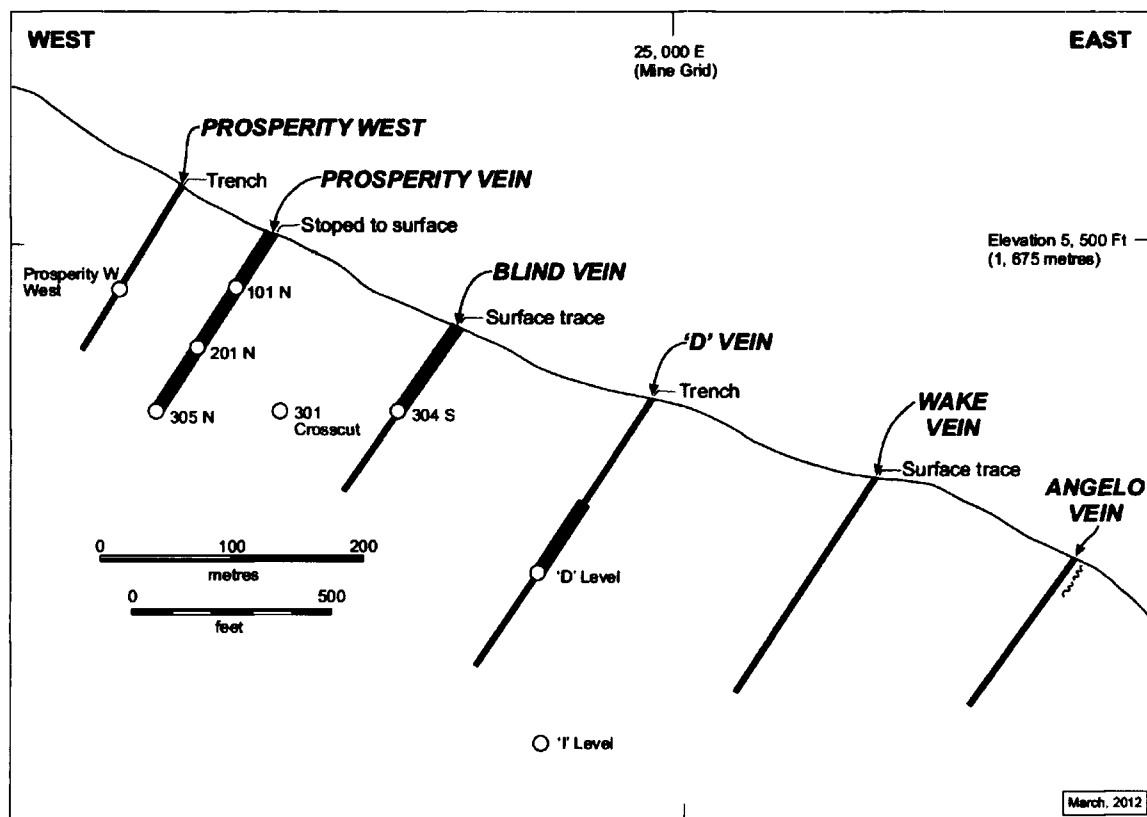 WEST
25, 000 E
(Mine Grid)
EAST
PROSPERITY WEST
Trench
PROSPERITY VEIN
Stoped to surface
Elevation 5, 500 Ft
(1, 675 metres)
Prosperity W
West
101 N
BLIND VEIN
Surface trace
201 N
'D' VEIN
305 N
301
Crosscut
304 S
Trench
WAKE
VEIN
Surface trace
ANGELO
VEIN
0 100 200
metres
'D' Level
0 500
feet
'I' Level
March, 2012